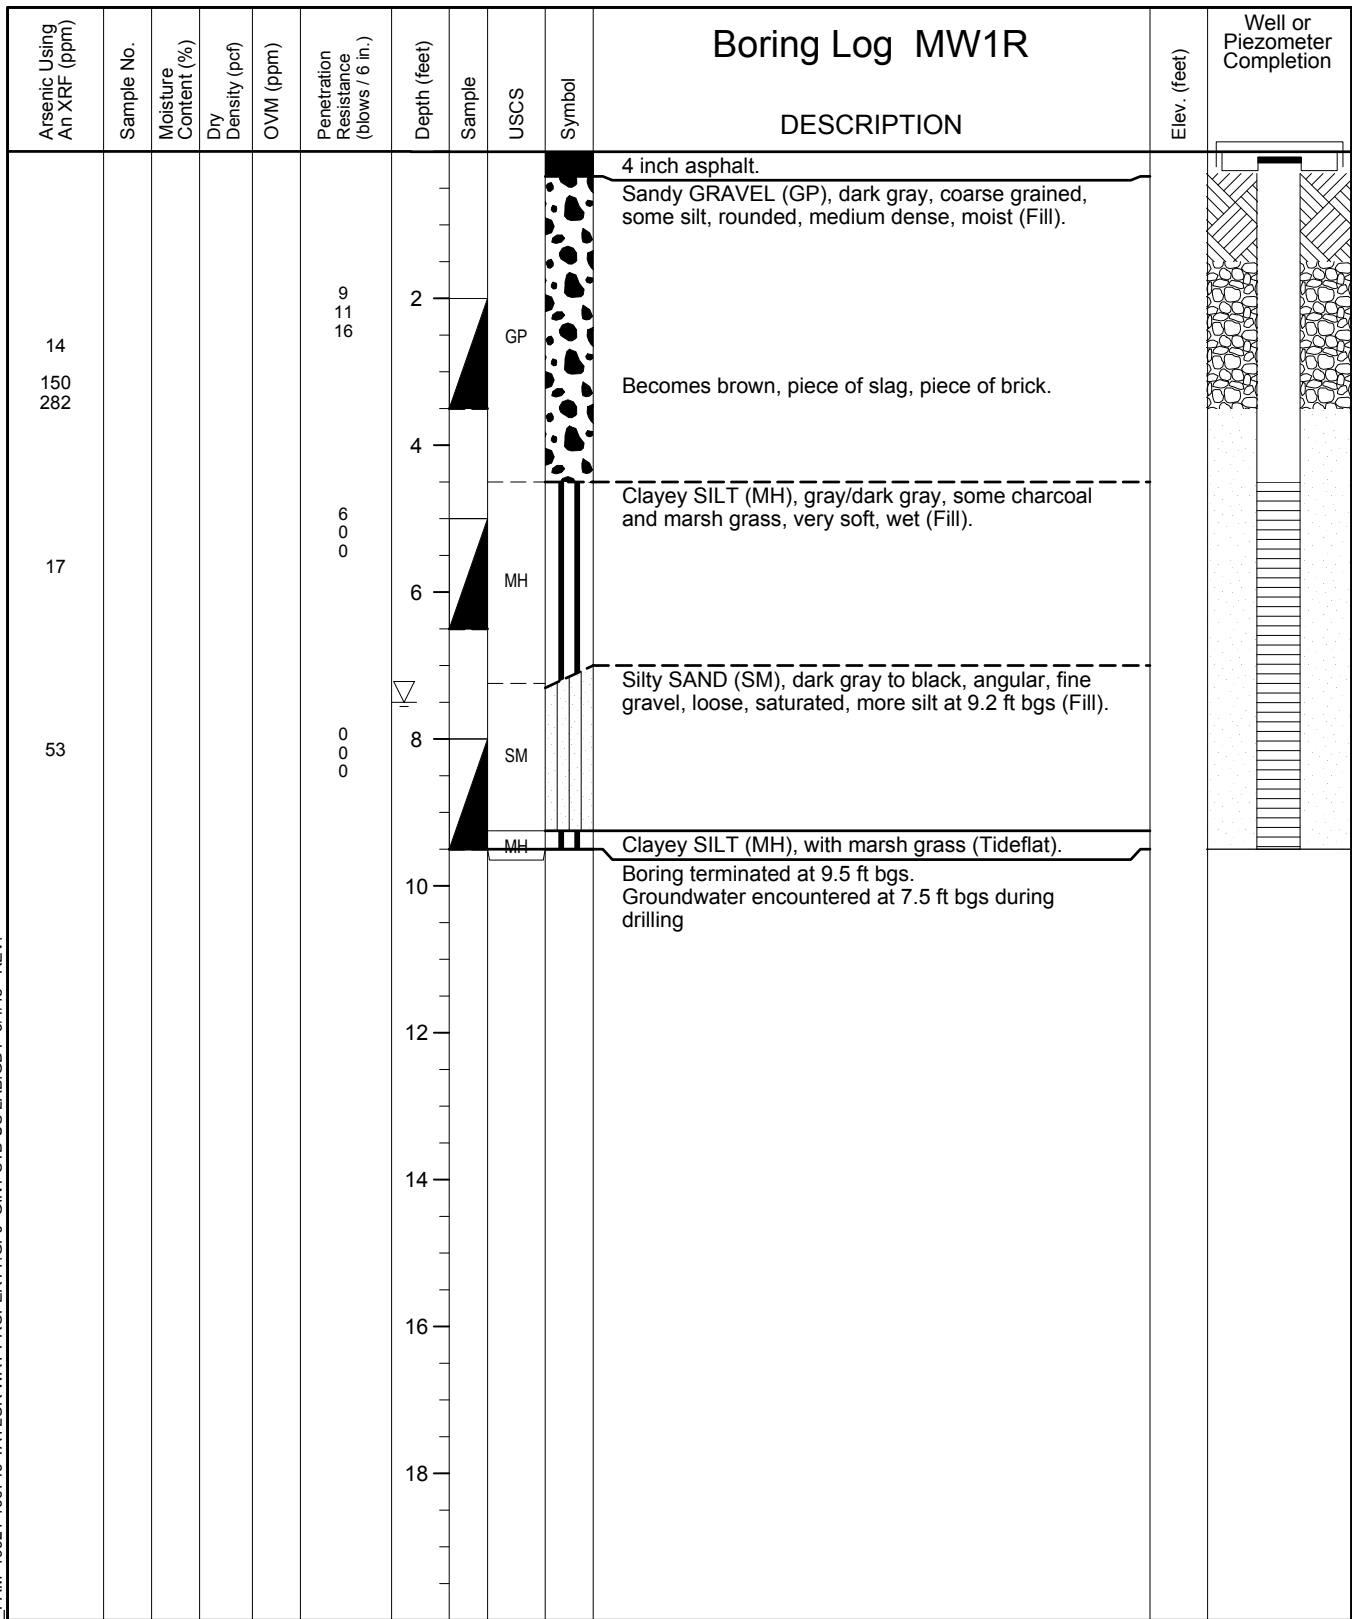 Boring Log MW1R
Arsenic Using
An XRF (ppm)
Sample No.
Moisture
Content (%)
Dry
Density (pcf)
OVM (ppm)
Penetration
Resistance
(blows / 6 in.)
Depth (feet)
Sample
USCS
Symbol
DESCRIPTION
Elev. (feet)
Well or
Piezometer
Completion
4 inch asphalt.
Sandy GRAVEL (GP), dark gray, coarse grained,
some silt, rounded, medium dense, moist (Fill).
9
11
16
2
GP
14
150
282
Becomes brown, piece of slag, piece of brick.
4
Clayey SILT (MH), gray/dark gray, some charcoal
and marsh grass, very soft, wet (Fill).
6
0
0
17
MH
6
Silty SAND (SM), dark gray to black, angular, fine
gravel, loose, saturated, more silt at 9.2 ft bgs (Fill).
53
0
0
0
8
SM
MH
Clayey SILT (MH), with marsh grass (Tideflat).
Boring terminated at 9.5 ft bgs.
Groundwater encountered at 7.5 ft bgs during
drilling
10
12
14
16
18